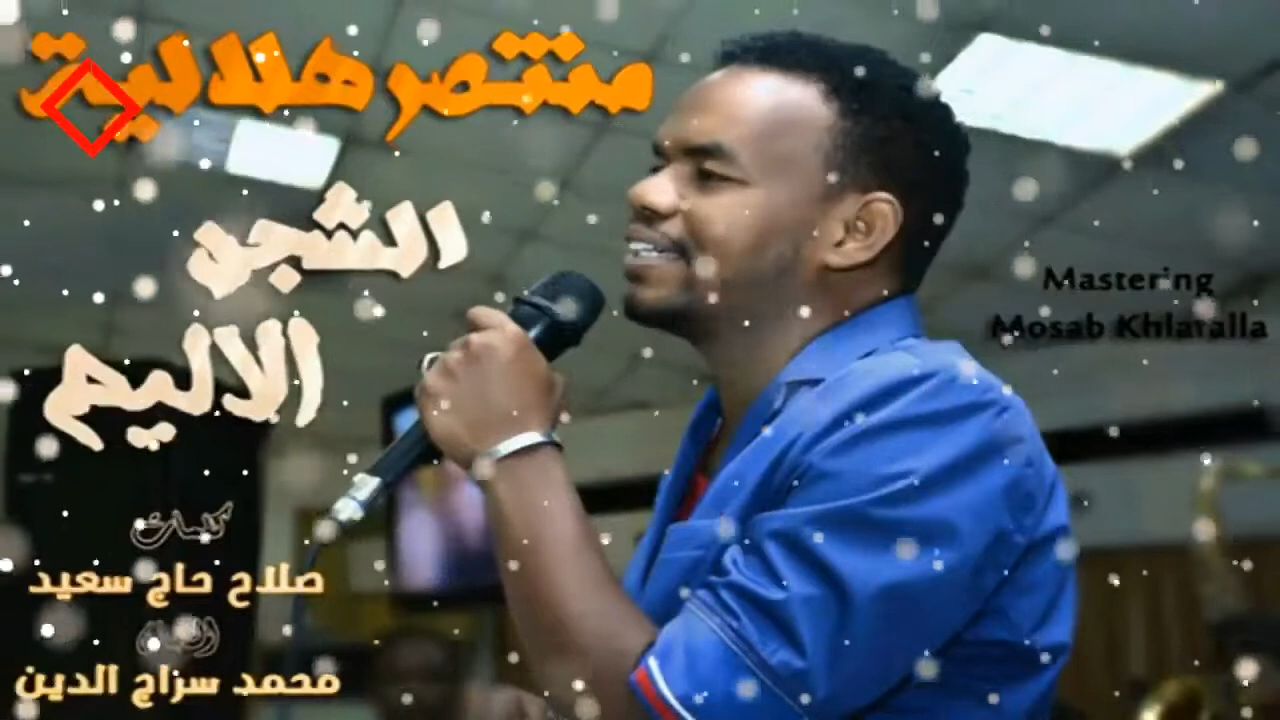 منتصر هلالية
الشجن
الاليم
Mastering
Mosab Khlafalla
كلمات
صلاح حاج سعيد
الحان
محمد سراج الدين